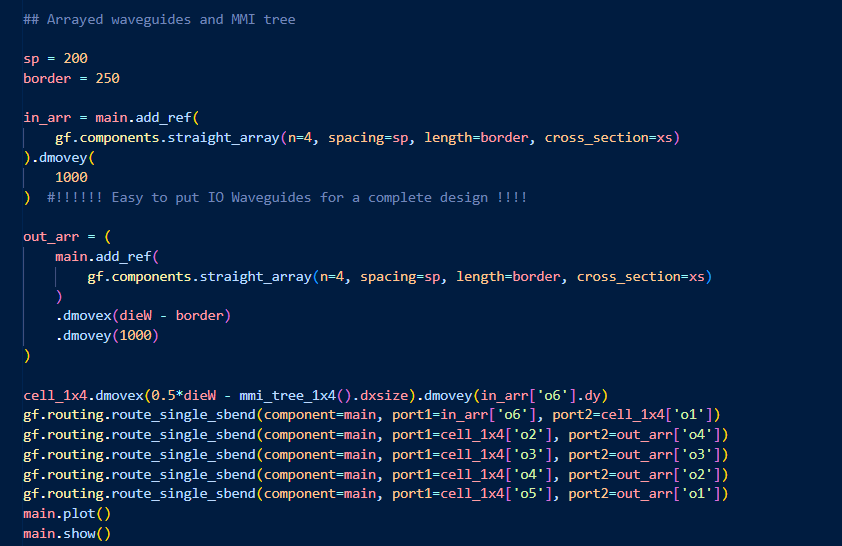 ## Arrayed waveguides and MMI tree
sp = 200
border = 250
in_arr = main.add_ref(
gf.components.straight_array(n=4, spacing=sp, length=border, cross_section=xs)
).dmovey(
1000
)  #!!!!!! Easy to put IO Waveguides for a complete design !!!!
out_arr = (
main.add_ref(
gf.components.straight_array(n=4, spacing=sp, length=border, cross_section=xs)
)
.dmovex(dieW - border)
.dmovey(1000)
)
cell_1x4.dmovex(0.5*dieW - mmi_tree_1x4().dxsize).dmovey(in_arr['o6'].dy)
gf.routing.route_single_sbend(component=main, port1=in_arr['o6'], port2=cell_1x4['o1'])
gf.routing.route_single_sbend(component=main, port1=cell_1x4['o2'], port2=out_arr['o4'])
gf.routing.route_single_sbend(component=main, port1=cell_1x4['o3'], port2=out_arr['o3'])
gf.routing.route_single_sbend(component=main, port1=cell_1x4['o4'], port2=out_arr['o2'])
gf.routing.route_single_sbend(component=main, port1=cell_1x4['o5'], port2=out_arr['o1'])
main.plot()
main.show()